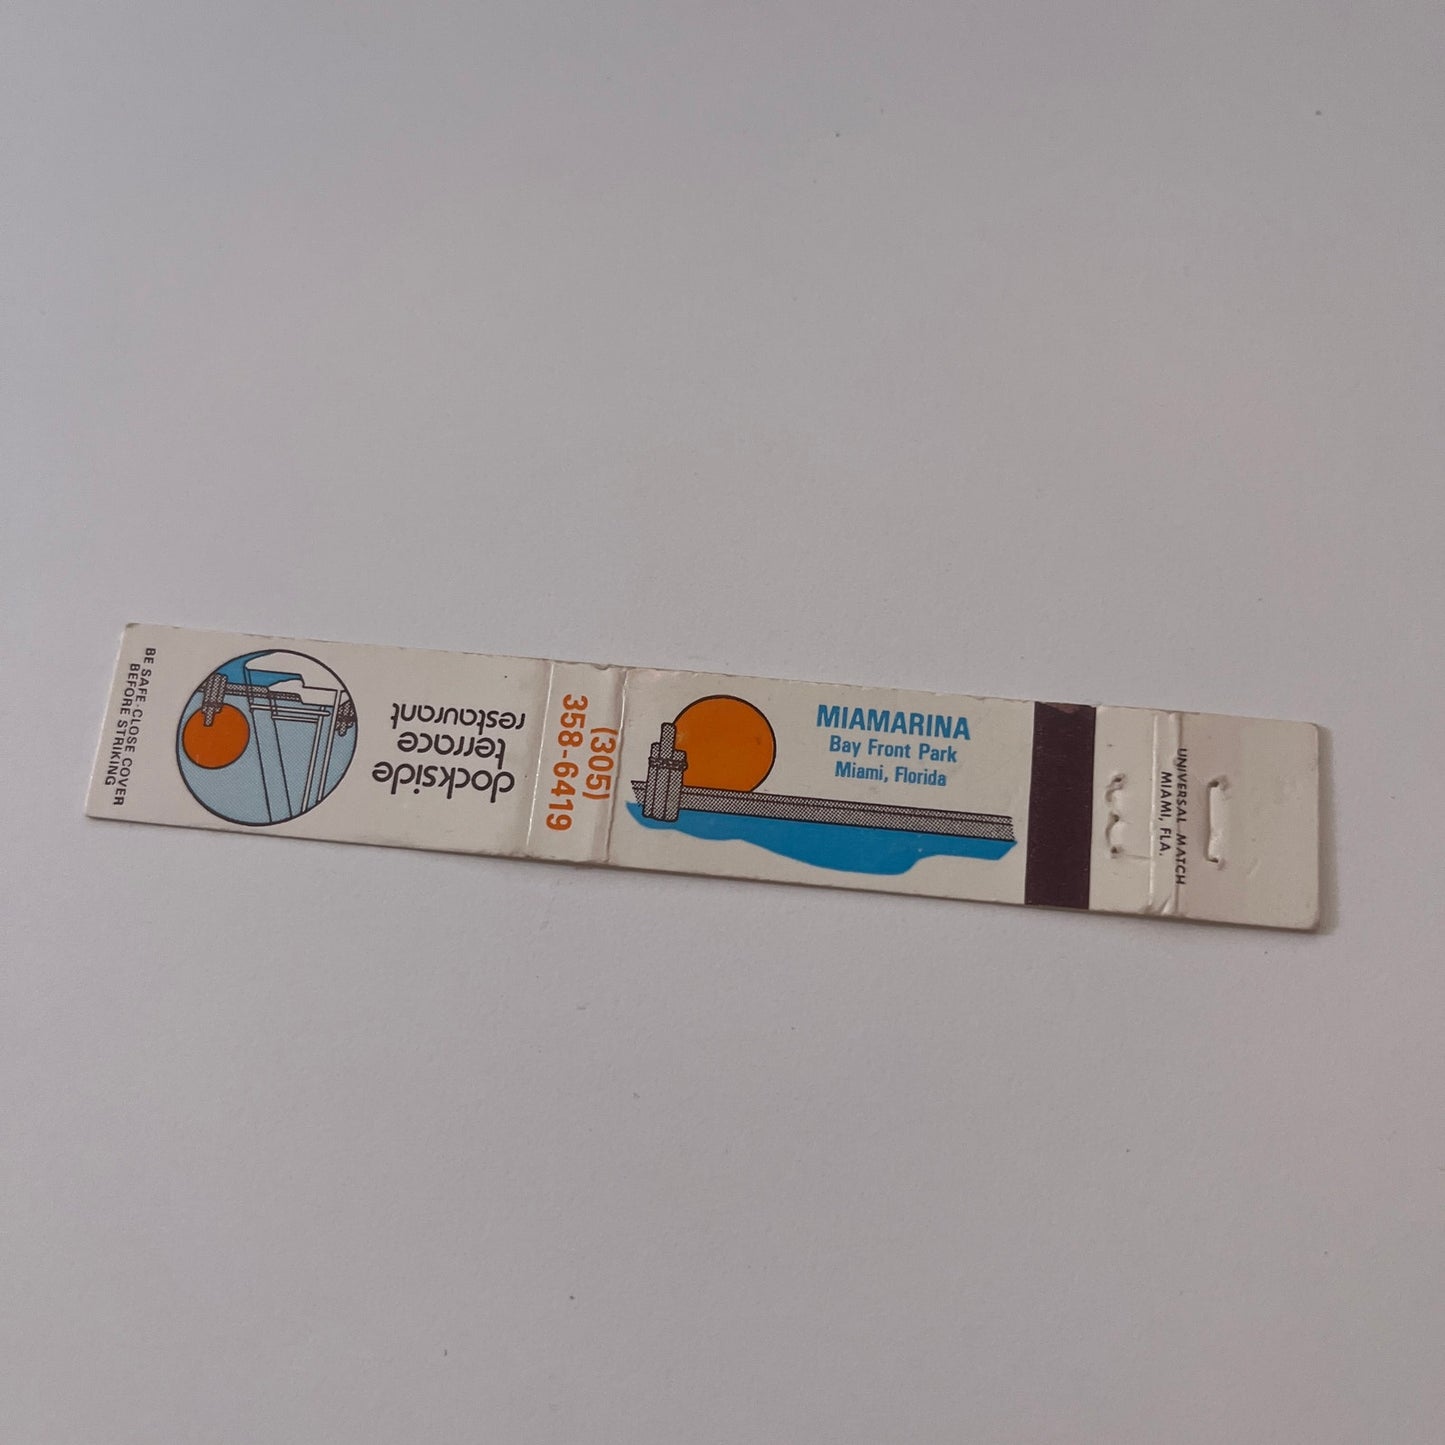 BE SAFE-CLOSE COVER
BEFORE STRIKING
dockside
terrace
restaurant
(305)
358-6419
MIAMARINA
Bay Front Park
Miami, Florida
UNIVERSAL MATCH
MIAMI, FLA.